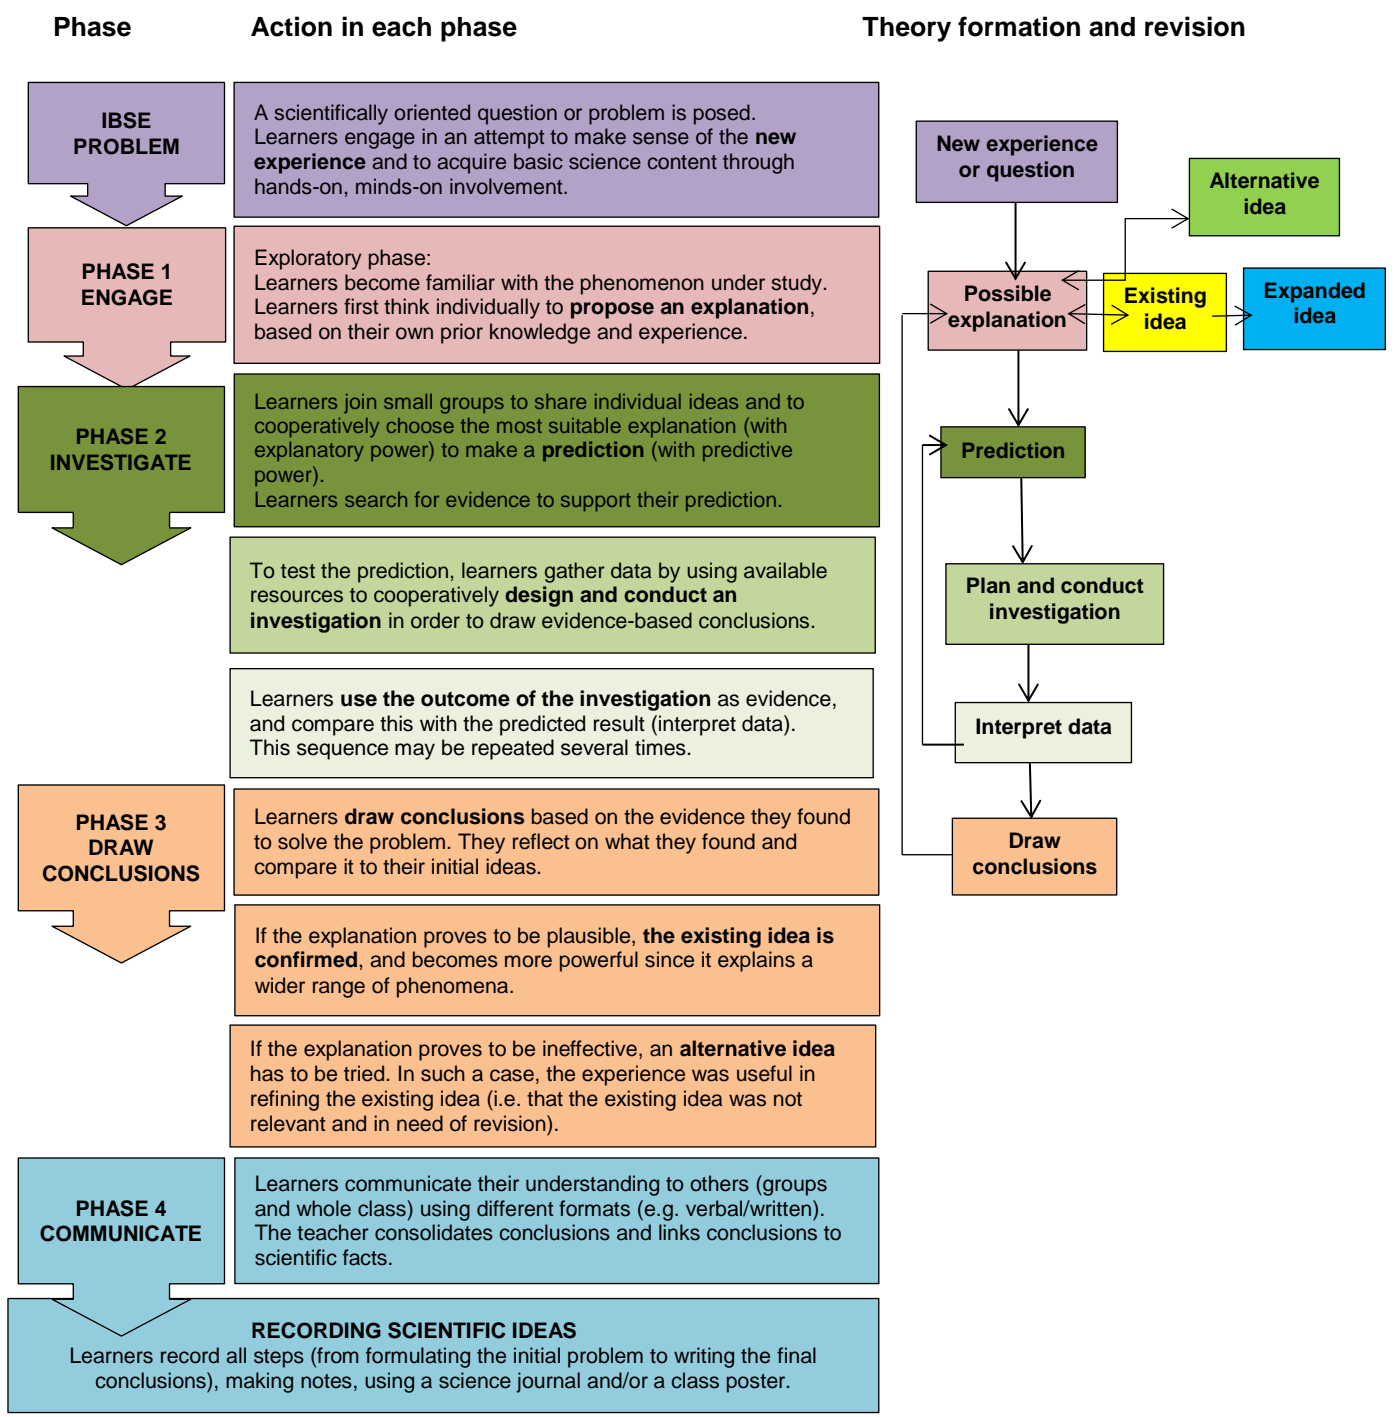 Phase
Action in each phase
Theory formation and revision
IBSE
PROBLEM
A scientifically oriented question or problem is posed.
Learners engage in an attempt to make sense of the new
experience and to acquire basic science content through
hands-on, minds-on involvement.
PHASE 1
ENGAGE
Exploratory phase:
Learners become familiar with the phenomenon under study.
Learners first think individually to propose an explanation,
based on their own prior knowledge and experience.
PHASE 2
INVESTIGATE
Learners join small groups to share individual ideas and to
cooperatively choose the most suitable explanation (with
explanatory power) to make a prediction (with predictive
power).
Learners search for evidence to support their prediction.
To test the prediction, learners gather data by using available
resources to cooperatively design and conduct an
investigation in order to draw evidence-based conclusions.
Learners use the outcome of the investigation as evidence,
and compare this with the predicted result (interpret data).
This sequence may be repeated several times.
PHASE 3
DRAW
CONCLUSIONS
Learners draw conclusions based on the evidence they found
to solve the problem. They reflect on what they found and
compare it to their initial ideas.
If the explanation proves to be plausible, the existing idea is
confirmed, and becomes more powerful since it explains a
wider range of phenomena.
If the explanation proves to be ineffective, an alternative idea
has to be tried. In such a case, the experience was useful in
refining the existing idea (i.e. that the existing idea was not
relevant and in need of revision).
PHASE 4
COMMUNICATE
Learners communicate their understanding to others (groups
and whole class) using different formats (e.g. verbal/written).
The teacher consolidates conclusions and links conclusions to
scientific facts.
RECORDING SCIENTIFIC IDEAS
Learners record all steps (from formulating the initial problem to writing the final
conclusions), making notes, using a science journal and/or a class poster.
New experience
or question
Alternative
idea
Possible
explanation
Existing
idea
Expanded
idea
Prediction
Plan and conduct
investigation
Interpret data
Draw
conclusions